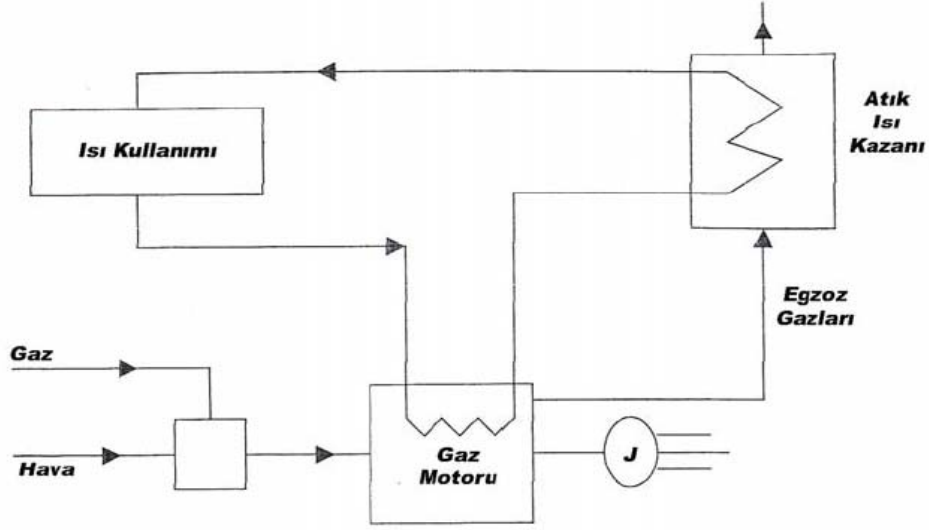 Atık
Isı
Kazanı
Isı Kullanımı
Egzoz
Gazları
Gaz
Hava
Gaz
Motoru
J